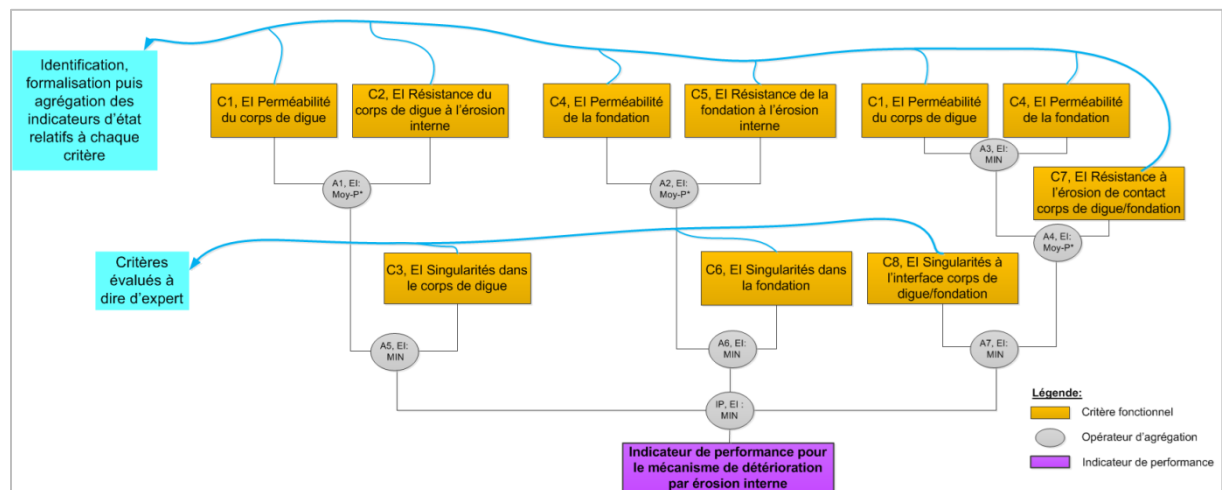 Identification,
formalisation puis
agrégation des
indicateurs d'état
relatifs à chaque
critère
C1, EI Perméabilité
du corps de digue
C2, EI Résistance du
corps de digue à l'érosion
interne
C4, EI Perméabilité
de la fondation
C5, EI Résistance de la
fondation à l'érosion
interne
C1, EI Perméabilité
du corps de digue
C4, EI Perméabilité
de la fondation
A3, EI:
MIN
A1, EI:
Moy-P*
A2, EI:
Moy-P*
C7, EI Résistance à
l'érosion de contact
corps de digue/fondation
A4, EI:
Moy-P*
Critères
évalués à
dire d'expert
C3, EI Singularités dans
le corps de digue
C6, EI Singularités dans
la fondation
C8, EI Singularités à
l'interface corps de
digue/fondation
A5, EI:
MIN
A6, EI:
MIN
A7, EI:
MIN
IP, EI :
MIN
Indicateur de performance pour
le mécanisme de détérioration
par érosion interne
Légende:
Critère fonctionnel
Opérateur d'agrégation
Indicateur de performance